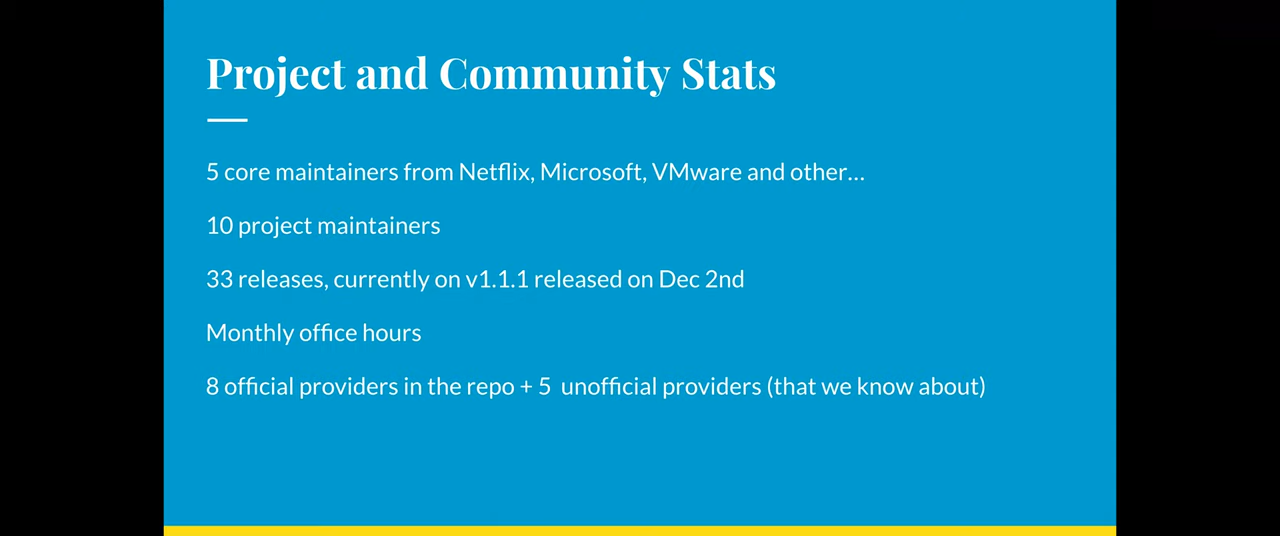 Project and Community Stats
5 core maintainers from Netflix, Microsoft, VMware and other...
10 project maintainers
33 releases, currently on v1.1.1 released on Dec 2nd
Monthly office hours
8 official providers in the repo + 5  unofficial providers (that we know about)